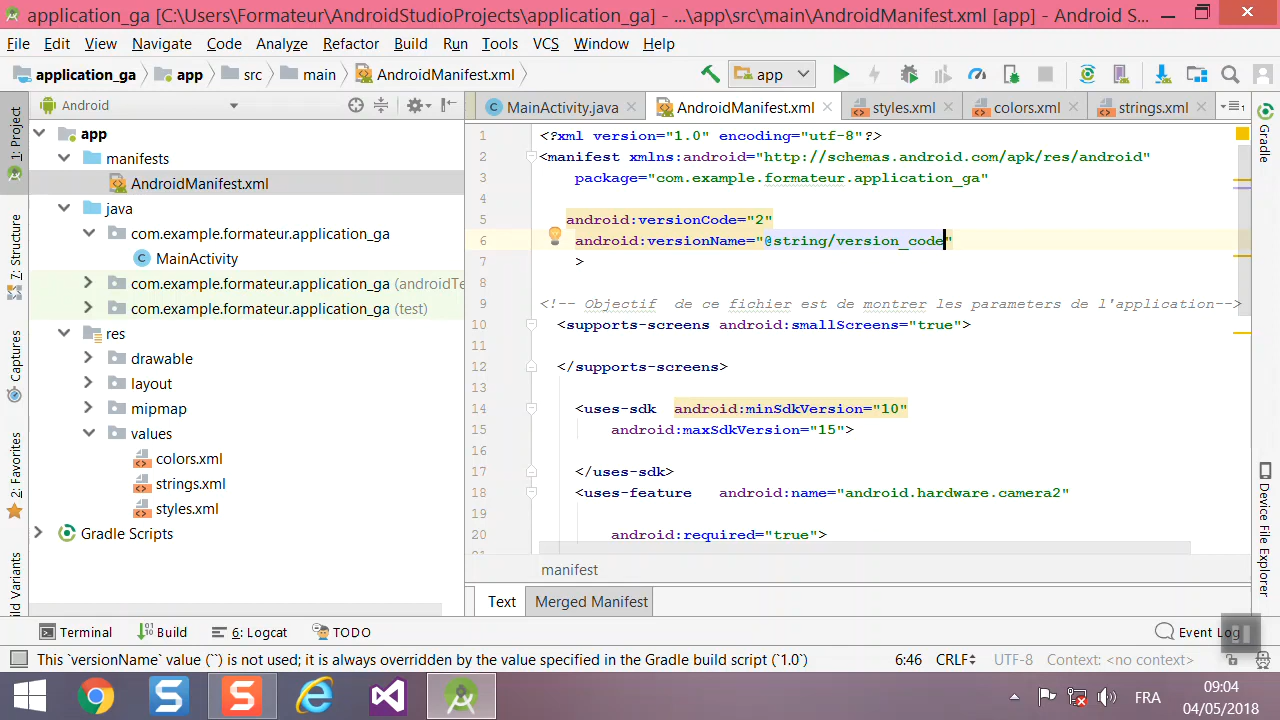 application_ga [C:\Users\Formateur\AndroidStudioProjects\application_ga] - ...\app\src\main\AndroidManifest.xml [app] - Android S...
File Edit View Navigate Code Analyze Refactor Build Run Tools VCS Window Help
application_ga app src main AndroidManifest.xml app
Android MainActivity.java AndroidManifest.xml styles.xml colors.xml strings.xml
1: Project
7: Structure
Captures
2: Favorites
ld Variants
app
manifests
AndroidManifest.xml
java
com.example.formateur.application_ga
MainActivity
com.example.formateur.application_ga (androidTe
com.example.formateur.application_ga (test)
res
drawable
layout
mipmap
values
colors.xml
strings.xml
styles.xml
Gradle Scripts
1 <?xml version="1.0" encoding="utf-8"?>
2 <manifest xmlns:android="http://schemas.android.com/apk/res/android"
3 package="com.example.formateur.application_ga"
4
5 android:versionCode="2"
6 android:versionName="@string/version_code"
7 >
8
9 <!-- Objectif  de ce fichier est de montrer les parameters de l'application-->
10 <supports-screens android:smallScreens="true">
11
12 </supports-screens>
13
14 <uses-sdk  android:minSdkVersion="10"
15 android:maxSdkVersion="15">
16
17 </uses-sdk>
18 <uses-feature   android:name="android.hardware.camera2"
19
20 android:required="true">
21
manifest
Text Merged Manifest
Gradle
Device File Explorer
Terminal Build 6: Logcat TODO Event Log
This `versionName` value (``) is not used; it is always overridden by the value specified in the Gradle build script (`1.0`) 6:46 CRLF UTF-8 Context: <no context>
FRA
09:04
04/05/2018